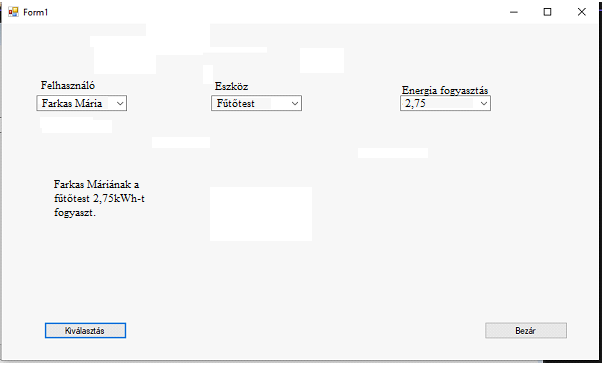 Form1
Felhasználó
Eszköz
Energia fogyasztás
Farkas Mária
Fűtőtest
2,75
Farkas Máriának a
fűtőtest 2,75kWh-t
fogyaszt.
Kiválasztás
Bezár